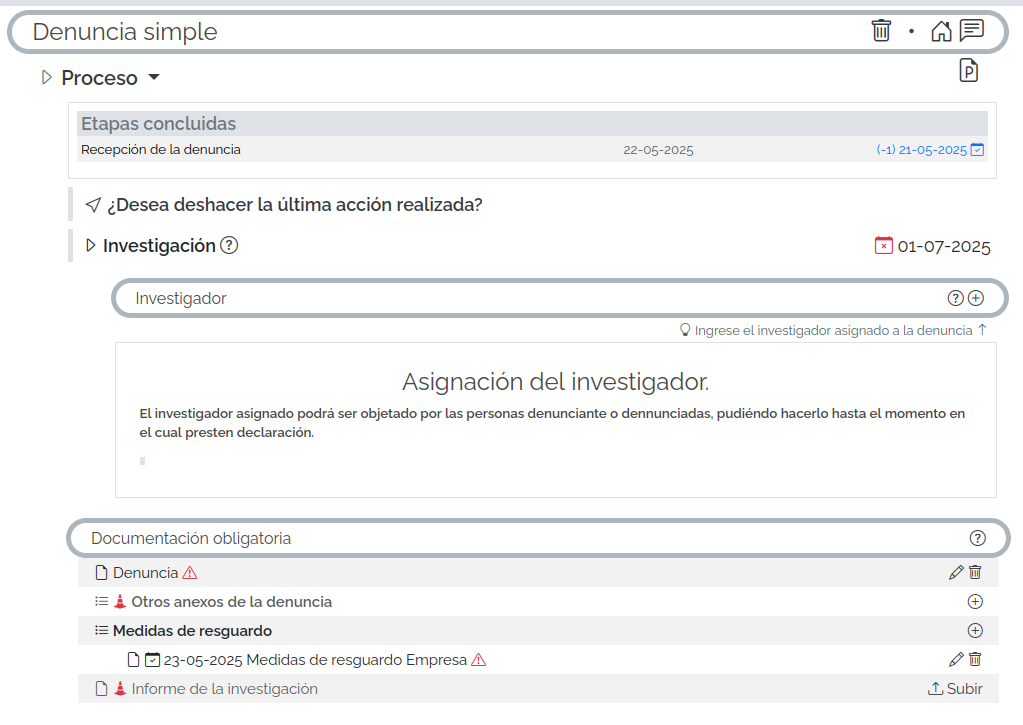 Denuncia simple
Proceso
P
Etapas concluidas
Recepción de la denuncia 22-05-2025 (-1) 21-05-2025
¿Desea deshacer la última acción realizada?
Investigación ? 01-07-2025
Investigador ?
Ingrese el investigador asignado a la denuncia ↑
Asignación del investigador.
El investigador asignado podrá ser objetado por las personas denunciante o dennunciadas, pudiéndo hacerlo hasta el momento en
el cual presten declaración.
Documentación obligatoria ?
Denuncia
Otros anexos de la denuncia
Medidas de resguardo
23-05-2025 Medidas de resguardo Empresa
Informe de la investigación Subir